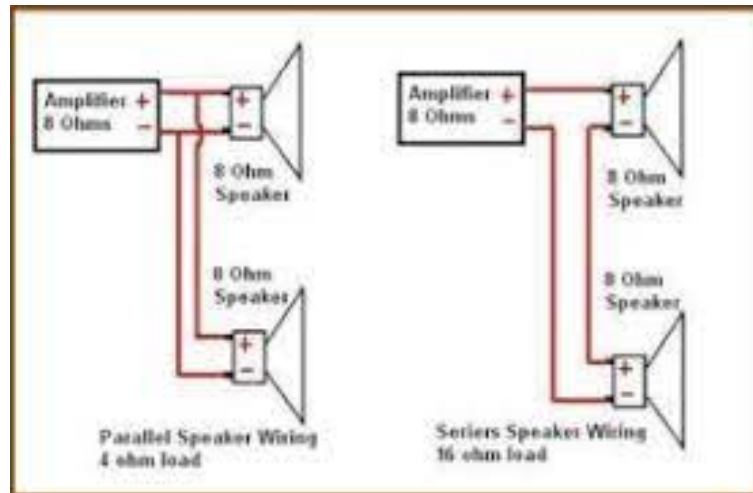 Amplifier +
8 Ohms −
+
−
8 Ohm
Speaker
8 Ohm
Speaker
+
−
Parallel Speaker Wiring
4 ohm load
Amplifier +
8 Ohms −
+
−
8 Ohm
Speaker
8 Ohm
Speaker
+
−
Seriers Speaker Wiring
16 ohm load